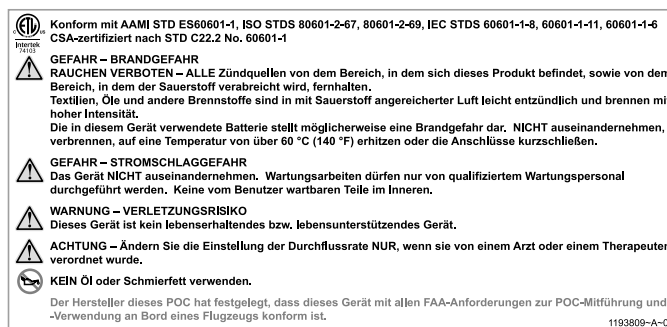 ETL
c us
Intertek
74103
Konform mit AAMI STD ES60601-1, ISO STDS 80601-2-67, 80601-2-69, IEC STDS 60601-1-8, 60601-1-11, 60601-1-6
CSA-zertifiziert nach STD C22.2 No. 60601-1
GEFAHR – BRANDGEFAHR
RAUCHEN VERBOTEN – ALLE Zündquellen von dem Bereich, in dem sich dieses Produkt befindet, sowie von dem
Bereich, in dem der Sauerstoff verabreicht wird, fernhalten.
Textilien, Öle und andere Brennstoffe sind in mit Sauerstoff angereicherter Luft leicht entzündlich und brennen mit
hoher Intensität.
Die in diesem Gerät verwendete Batterie stellt möglicherweise eine Brandgefahr dar. NICHT auseinandernehmen,
verbrennen, auf eine Temperatur von über 60 °C (140 °F) erhitzen oder die Anschlüsse kurzschließen.
GEFAHR – STROMSCHLAGGEFAHR
Das Gerät NICHT auseinandernehmen. Wartungsarbeiten dürfen nur von qualifiziertem Wartungspersonal
durchgeführt werden. Keine vom Benutzer wartbaren Teile im Inneren.
WARNUNG – VERLETZUNGSRISIKO
Dieses Gerät ist kein lebenserhaltendes bzw. lebensunterstützendes Gerät.
ACHTUNG – Ändern Sie die Einstellung der Durchflussrate NUR, wenn sie von einem Arzt oder einem Therapeuten
verordnet wurde.
KEIN Öl oder Schmierfett verwenden.
Der Hersteller dieses POC hat festgelegt, dass dieses Gerät mit allen FAA-Anforderungen zur POC-Mitführung und
-Verwendung an Bord eines Flugzeugs konform ist.
1193809~A~0